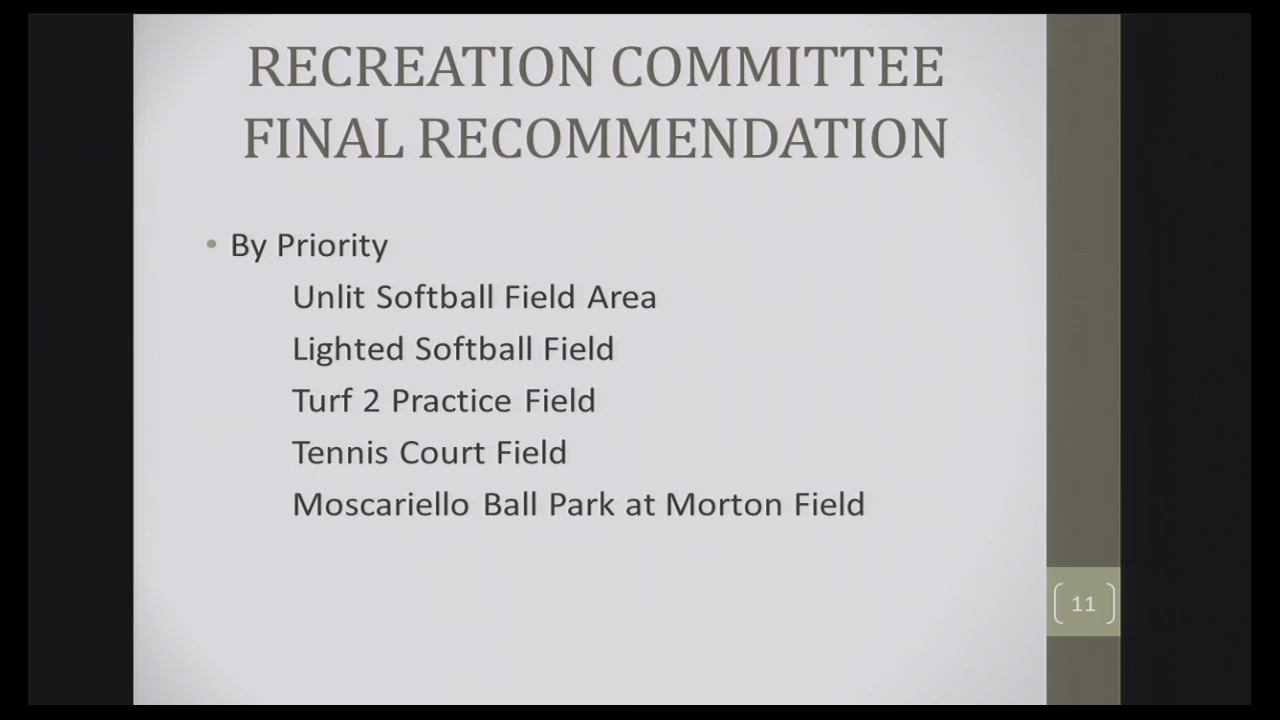 RECREATION COMMITTEE
FINAL RECOMMENDATION
• By Priority
Unlit Softball Field Area
Lighted Softball Field
Turf 2 Practice Field
Tennis Court Field
Moscariello Ball Park at Morton Field
11